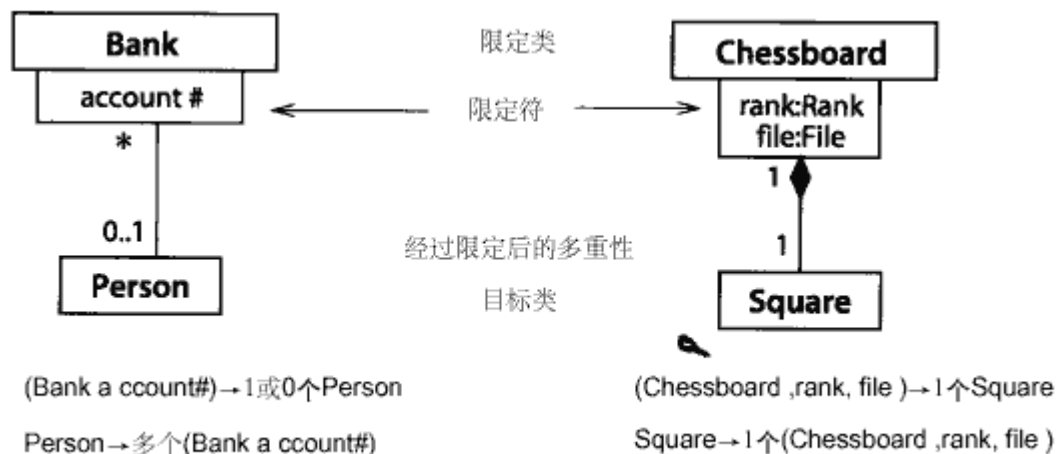 Bank
account #
*
0..1
Person
限定类
限定符
经过限定后的多重性
目标类
Chessboard
rank:Rank
file:File
1
1
Square
(Bank a ccount#)→1或0个Person
Person→多个(Bank a ccount#)
(Chessboard ,rank, file )→1个Square
Square→1个(Chessboard ,rank, file )